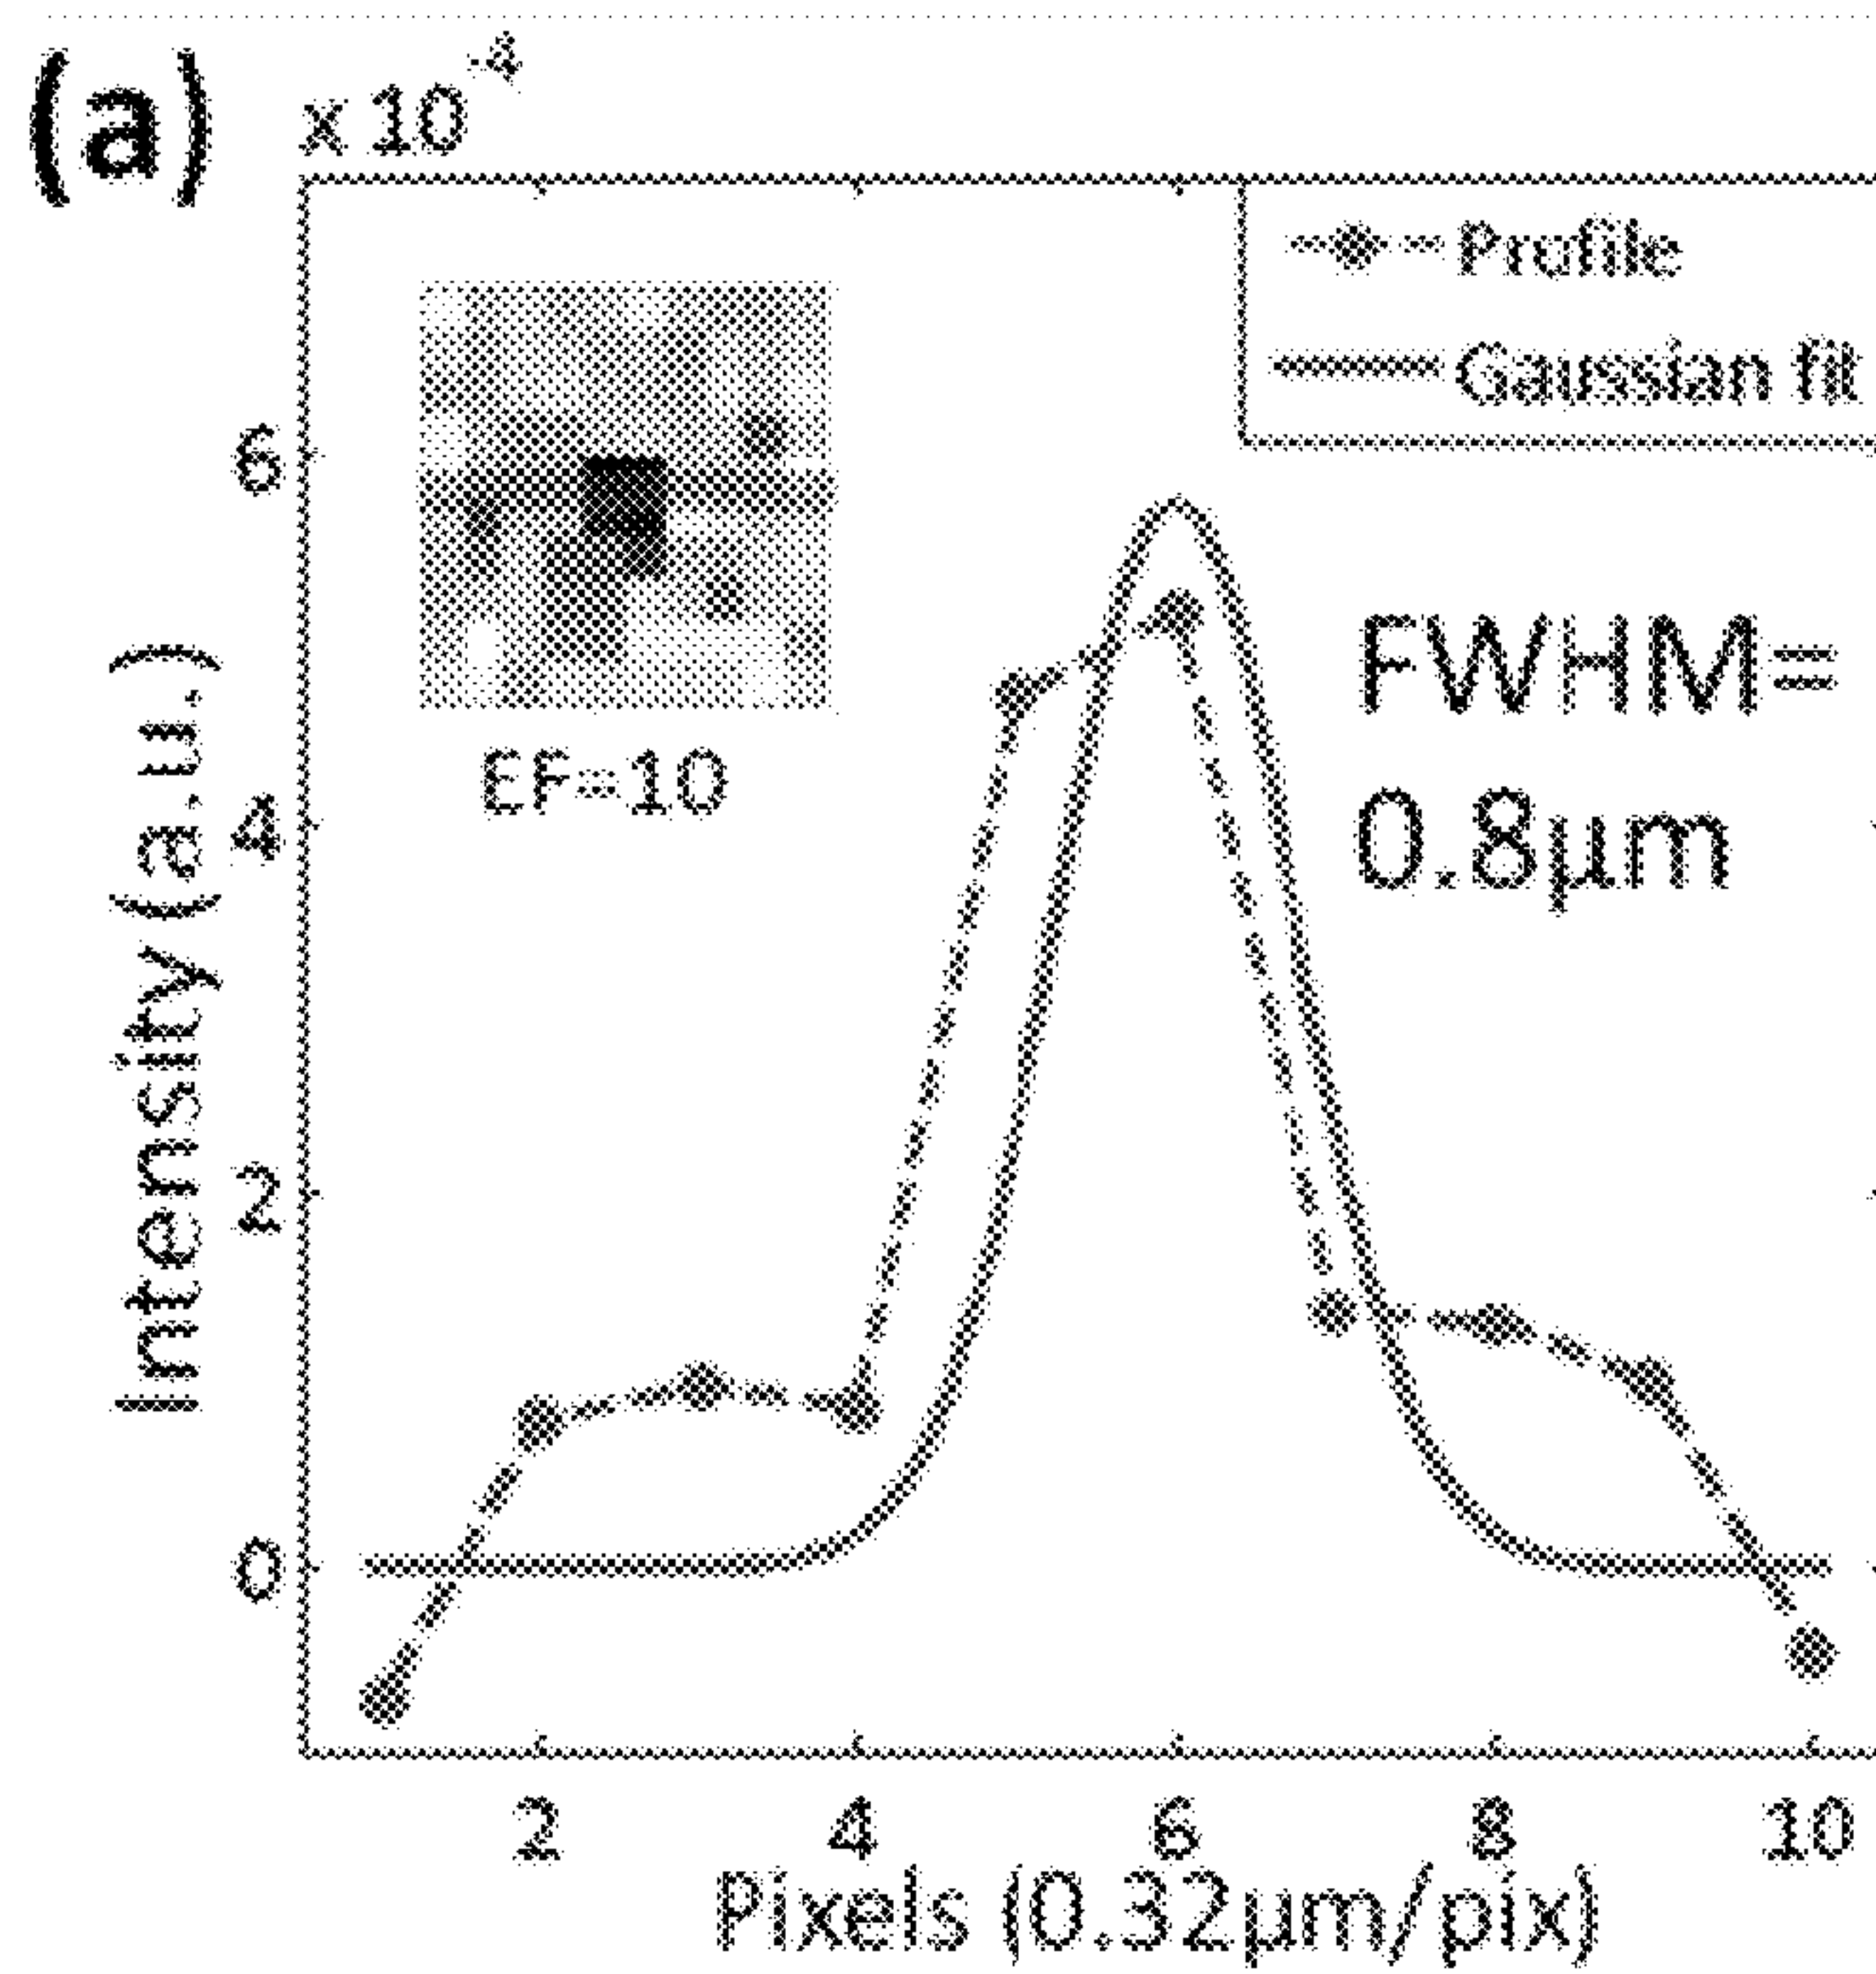 (a)
x 10
-4
Profile
Gaussian fit
6
4
2
0
EF=10
FWHM=
0.8µm
Intensity (a.u.)
2 4 6 8 10
Pixels (0.32µm/pix)